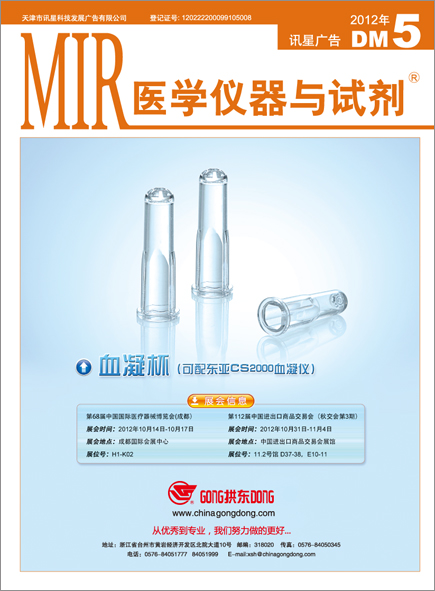 天津市讯星科技发展广告有限公司 登记证号: 120222200099105008
讯星广告 2012年 DM 5
MIR 医学仪器与试剂®
血凝杯 (可配东亚CS2000血凝仪)
展会信息
第68届中国国际医疗器械博览会(成都)
展会时间：2012年10月14日-10月17日
展会地点：成都国际会展中心
展位号：H1-K02
第112届中国进出口商品交易会（秋交会第3期）
展会时间：2012年10月31日-11月4日
展会地点：中国进出口商品交易会展馆
展位号：11.2号馆 D37-38，E10-11
GONG拱东DONG
www.chinagongdong.com
从优秀到专业，我们努力做的更好...
地址：浙江省台州市黄岩经济开发区北院大道10号 邮编：318020 传真：0576-84050345
电话：0576-84051777 84051999 E-mail:xsh@chinagongdong.com